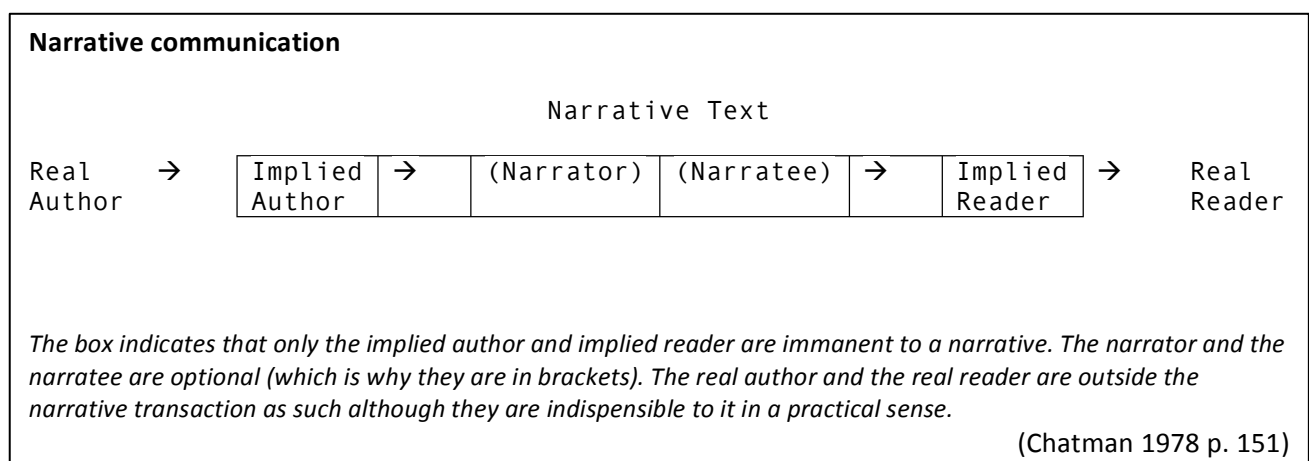 Narrative communication
Narrative Text
Real → Implied → (Narrator) (Narratee) → Implied → Real
Author Author Reader Reader
The box indicates that only the implied author and implied reader are immanent to a narrative. The narrator and the
narratee are optional (which is why they are in brackets). The real author and the real reader are outside the
narrative transaction as such although they are indispensible to it in a practical sense.
(Chatman 1978 p. 151)